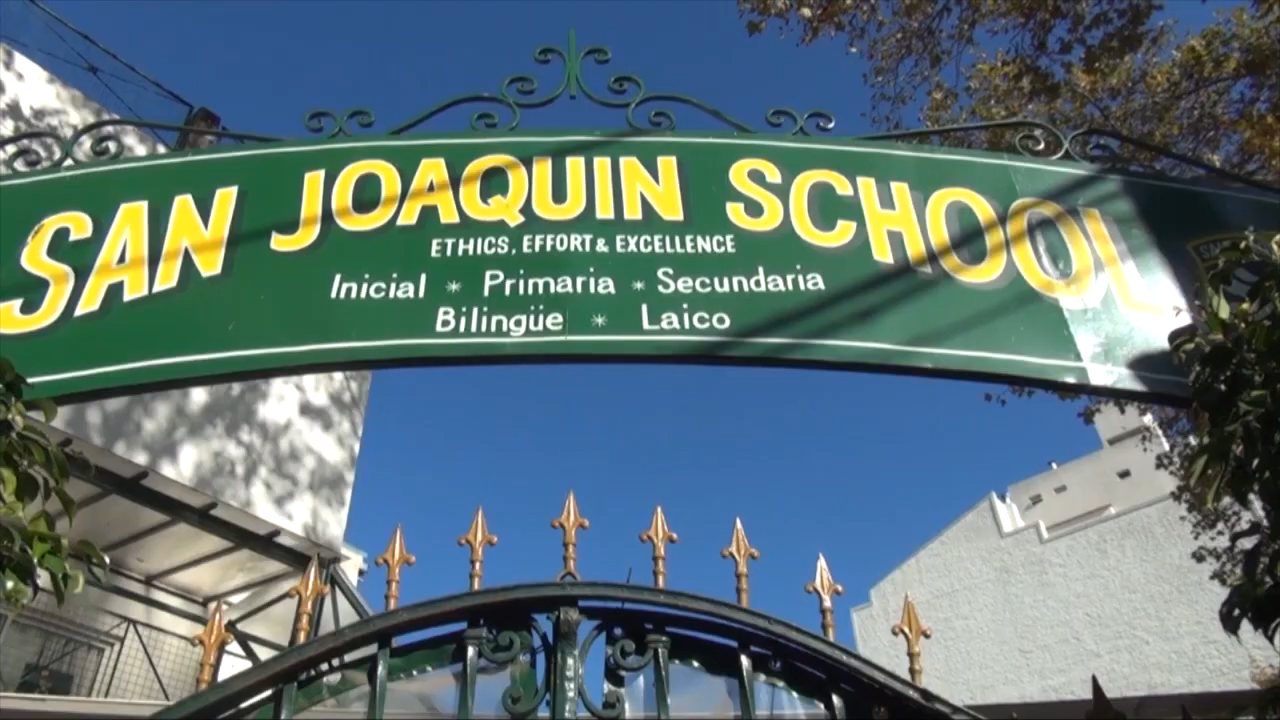 SAN JOAQUIN SCHOOL
ETHICS, EFFORT & EXCELLENCE
Inicial * Primaria * Secundaria
Bilingüe * Laico